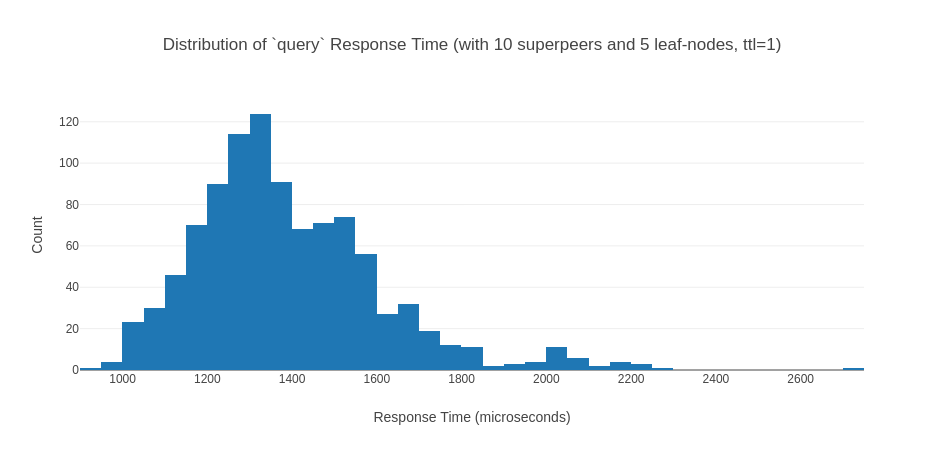 Distribution of `query` Response Time (with 10 superpeers and 5 leaf-nodes, ttl=1)
120
100
80
60
40
20
0
Count
1000 1200 1400 1600 1800 2000 2200 2400 2600
Response Time (microseconds)